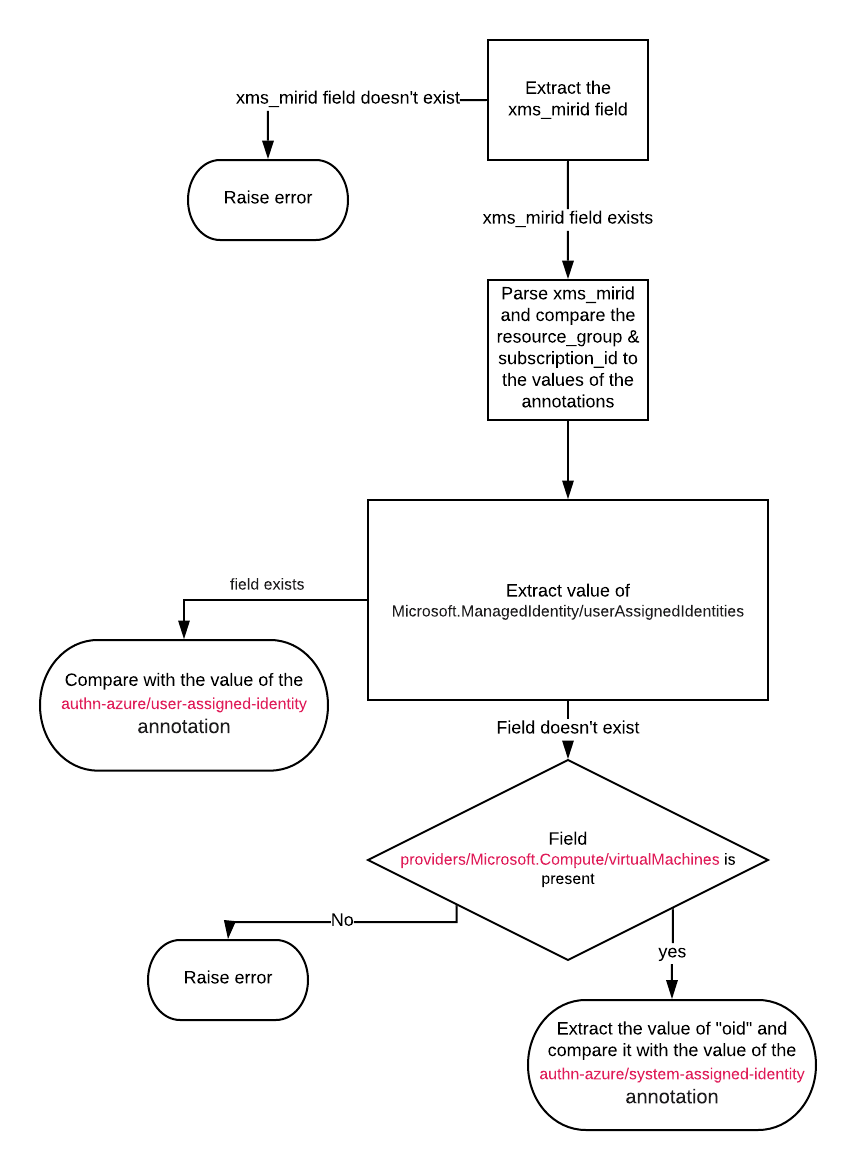 Extract the
xms_mirid field
xms_mirid field doesn't exist
Raise error
xms_mirid field exists
Parse xms_mirid
and compare the
resource_group &
subscription_id to
the values of the
annotations
Extract value of
Microsoft.ManagedIdentity/userAssignedIdentities
field exists
Compare with the value of the
authn-azure/user-assigned-identity
annotation
Field doesn't exist
Field
providers/Microsoft.Compute/virtualMachines is
present
No
Raise error
yes
Extract the value of "oid" and
compare it with the value of the
authn-azure/system-assigned-identity
annotation